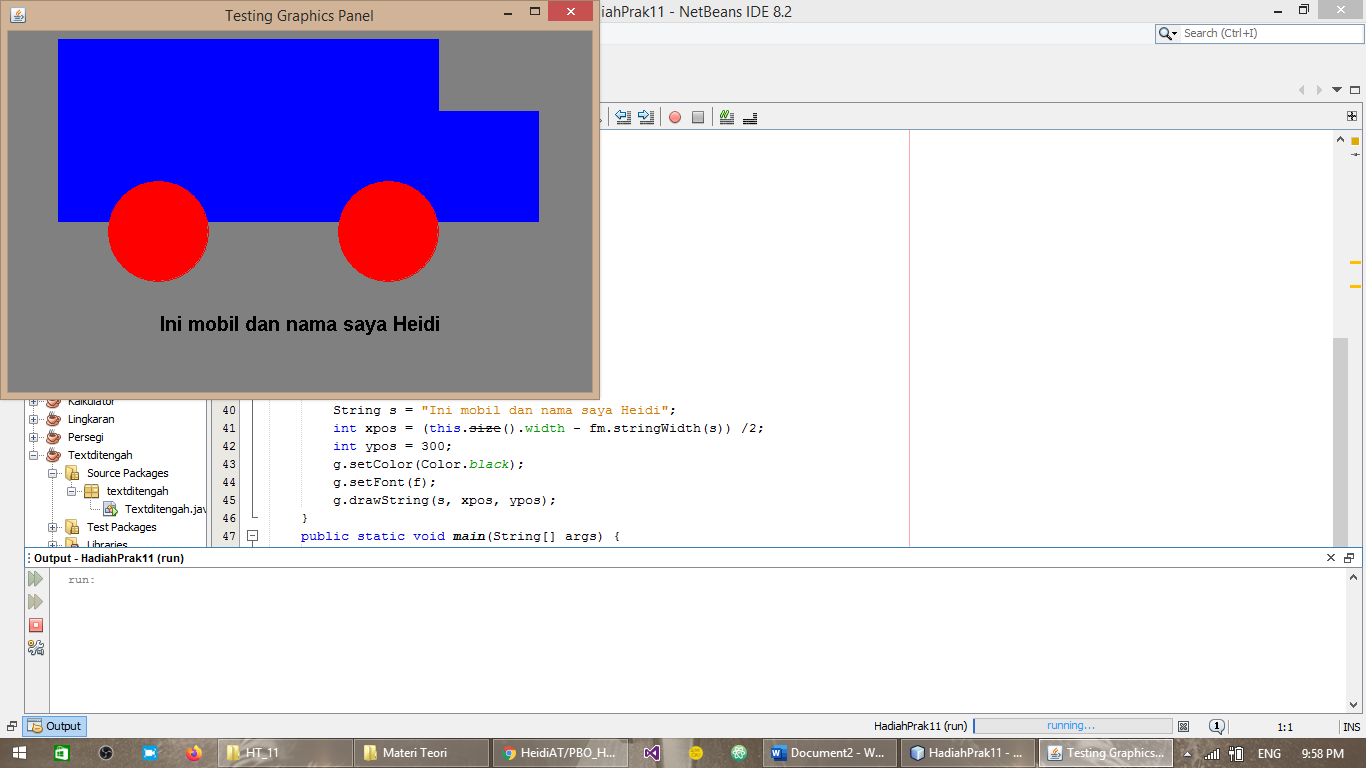 Testing Graphics Panel
iahPrak11 - NetBeans IDE 8.2
Search (Ctrl+I)
Ini mobil dan nama saya Heidi
Kalkulator
Lingkaran
Persegi
Textditengah
Source Packages
textditengah
Textditengah.jav
Test Packages
Libraries
40 String s = "Ini mobil dan nama saya Heidi";
41 int xpos = (this.size().width - fm.stringWidth(s)) /2;
42 int ypos = 300;
43 g.setColor(Color.black);
44 g.setFont(f);
45 g.drawString(s, xpos, ypos);
46 }
47 public static void main(String[] args) {
Output - HadiahPrak11 (run)
run:
Output
HadiahPrak11 (run)
running...
1
1:1
INS
HT_11
Materi Teori
HeidiAT/PBO_H...
Document2 - W...
HadiahPrak11 - ...
Testing Graphics...
ENG
9:58 PM